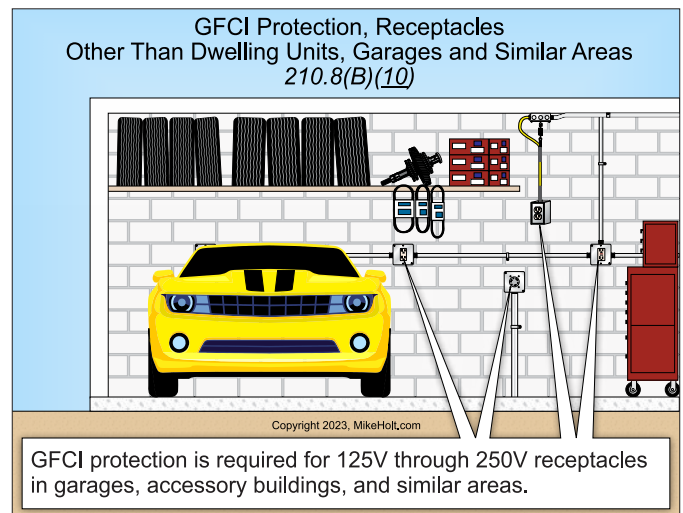 GFCI Protection, Receptacles
Other Than Dwelling Units, Garages and Similar Areas
210.8(B)(10)
Copyright 2023, MikeHolt.com
GFCI protection is required for 125V through 250V receptacles
in garages, accessory buildings, and similar areas.